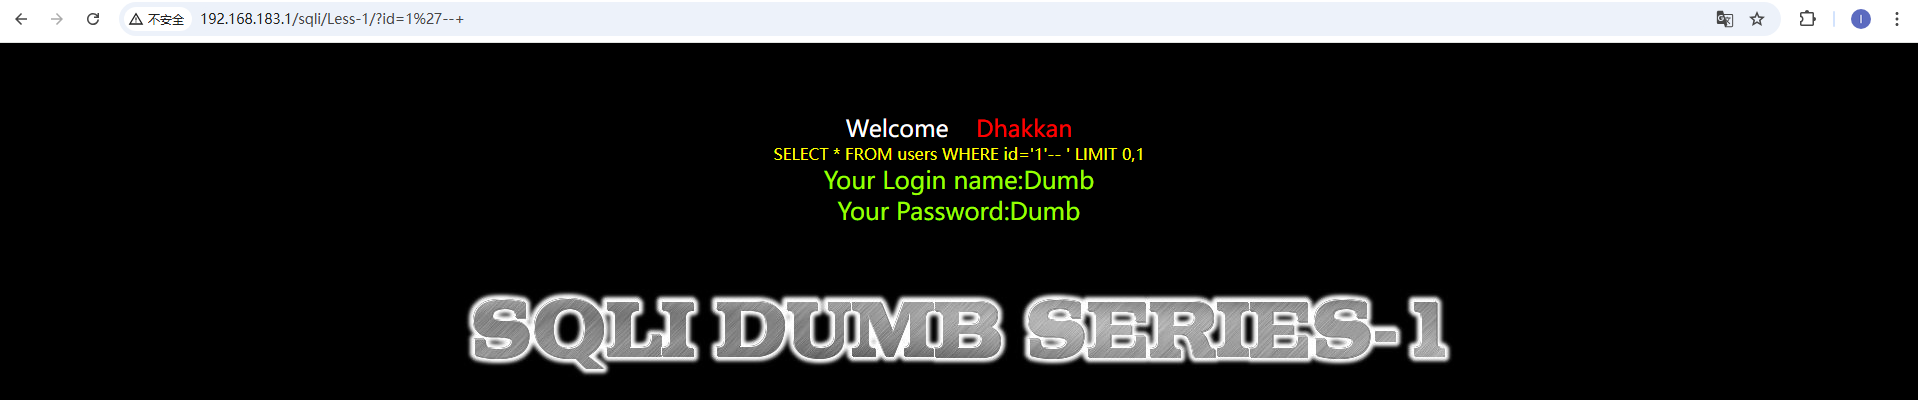 不安全 192.168.183.1/sqli/Less-1/?id=1%27--+
I
Welcome Dhakkan
SELECT * FROM users WHERE id='1'-- ' LIMIT 0,1
Your Login name:Dumb
Your Password:Dumb
SQLI DUMB SERIES-1